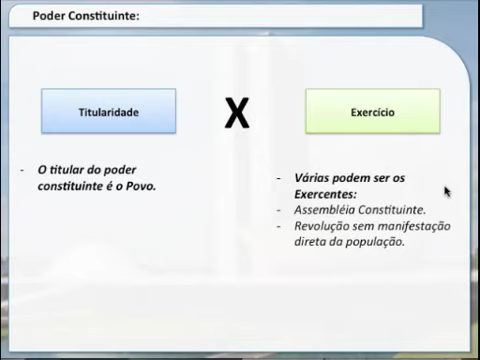 Poder Constituinte:
Titularidade
X
Exercício
- O titular do poder
constituinte é o Povo.
- Várias podem ser os
Exercentes:
- Assembléia Constituinte.
- Revolução sem manifestação
direta da população.